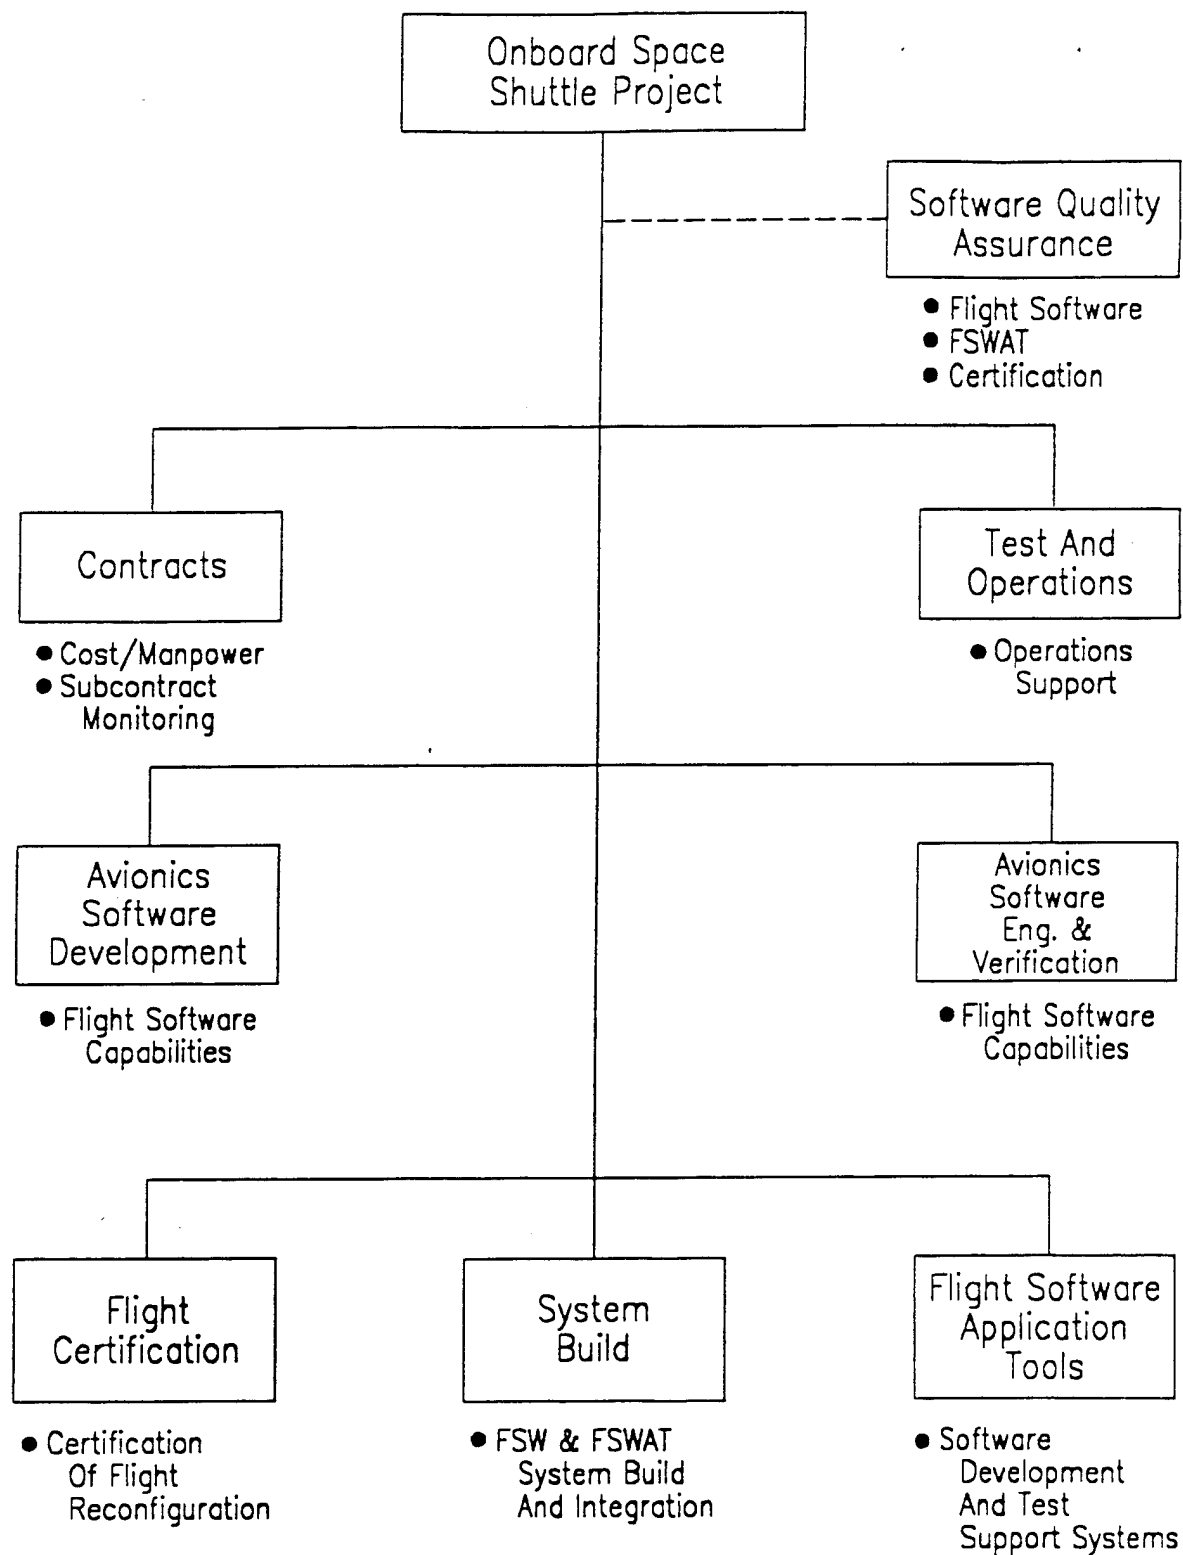 Onboard Space
Shuttle Project
Software Quality
Assurance
● Flight Software
● FSWAT
● Certification
Contracts
● Cost/Manpower
● Subcontract
Monitoring
Test And
Operations
● Operations
Support
Avionics
Software
Development
● Flight Software
Capabilities
Avionics
Software
Eng. &
Verification
● Flight Software
Capabilities
Flight
Certification
● Certification
Of Flight
Reconfiguration
System
Build
● FSW & FSWAT
System Build
And Integration
Flight Software
Application
Tools
● Software
Development
And Test
Support Systems